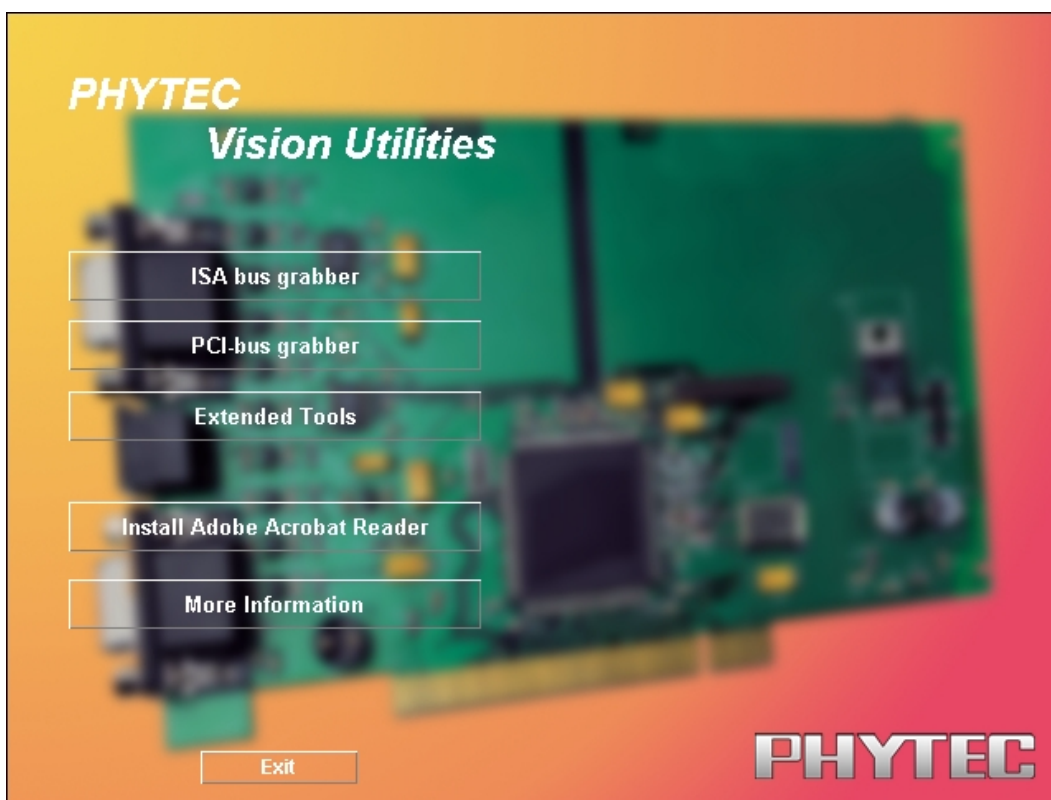 PHYTEC
Vision Utilities
ISA bus grabber
PCI-bus grabber
Extended Tools
Install Adobe Acrobat Reader
More Information
Exit
PHYTEC